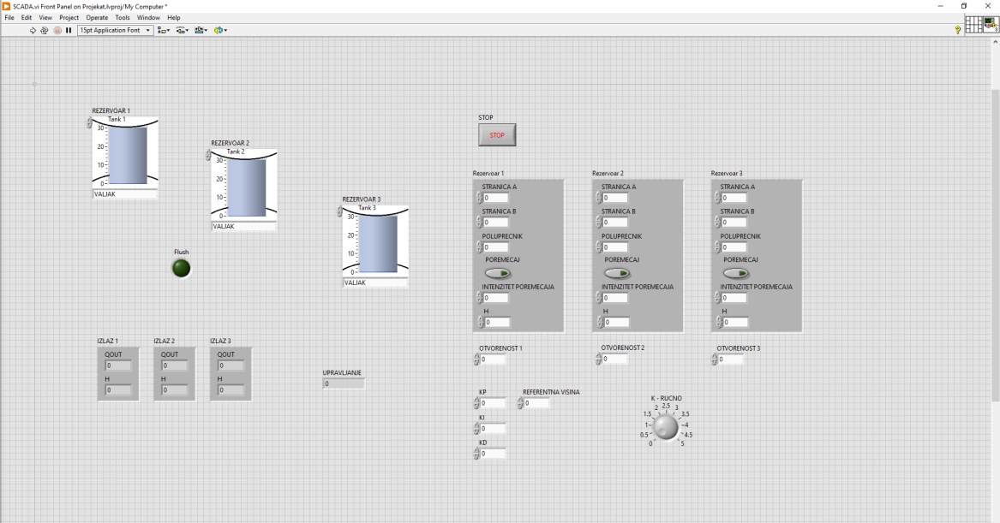 SCADA.vi Front Panel on Projekat.lvproj/My Computer *
File Edit View Project Operate Tools Window Help
15pt Application Font
REZERVOAR 1
Tank 1
30
20
10
0
VALJAK
REZERVOAR 2
Tank 2
30
20
10
0
VALJAK
REZERVOAR 3
Tank 3
30
20
10
0
VALJAK
Flush
IZLAZ 1
QOUT
0
H
0
IZLAZ 2
QOUT
0
H
0
IZLAZ 3
QOUT
0
H
0
UPRAVLJANJE
0
STOP
STOP
Rezervoar 1
STRANICA A
0
STRANICA B
0
POLUPRECNIK
0
POREMECAJ
INTENZITET POREMECAJA
0
H
0
Rezervoar 2
STRANICA A
0
STRANICA B
0
POLUPRECNIK
0
POREMECAJ
INTENZITET POREMECAJA
0
H
0
Rezervoar 3
STRANICA A
0
STRANICA B
0
POLUPRECNIK
0
POREMECAJ
INTENZITET POREMECAJA
0
H
0
OTVORENOST 1
0
OTVORENOST 2
0
OTVORENOST 3
0
KP
0
REFERENTNA VISINA
0
KI
0
KD
0
K - RUCNO
0 0.5 1 1.5 2 2.5 3 3.5 4 4.5 5